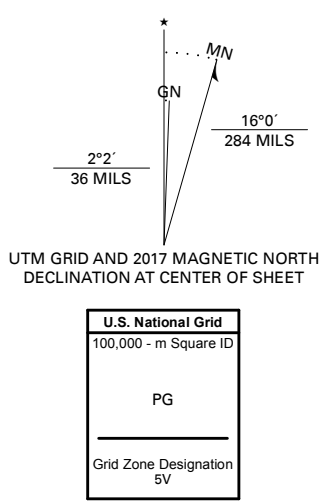 ★
MN
GN
16°0´
284 MILS
2°2´
36 MILS
UTM GRID AND 2017 MAGNETIC NORTH
DECLINATION AT CENTER OF SHEET
U.S. National Grid
100,000 - m Square ID
PG
Grid Zone Designation
5V